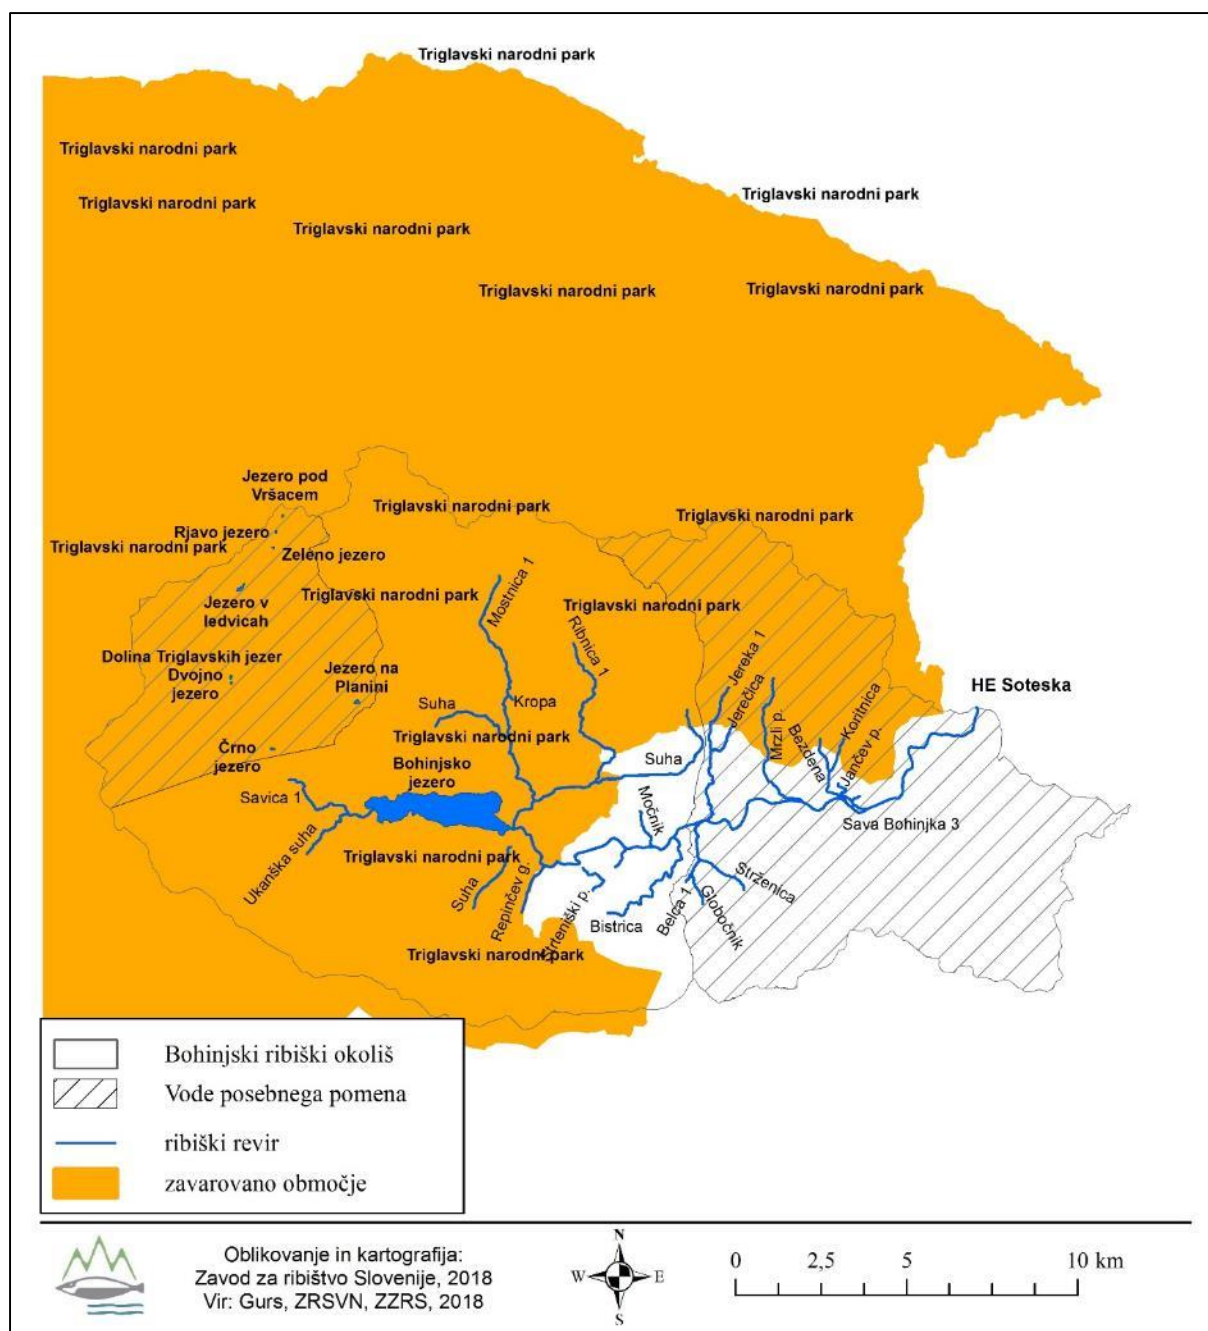 Triglavski narodni park
Triglavski narodni park
Triglavski narodni park
Triglavski narodni park
Triglavski narodni park
Triglavski narodni park
Triglavski narodni park
Jezero pod
Vršacem
Triglavski narodni park
Triglavski narodni park
Rjavo jezero
Triglavski narodni park
Zeleno jezero
Mostnica 1
Jezero v
ledvicah
Triglavski narodni park
Triglavski narodni park
Ribnica 1
Dolina Triglavskih jezer
Dvojno
jezero
Jezero na
Planini
Jereka 1
Jerečica
HE Soteska
Suha
Kropa
Mrzli p.
Koritnica
Bezdena
Jančev p.
Triglavski narodni park
Črno
jezero
Bohinjsko
jezero
Suha
Savica 1
Močnik
Sava Bohinjka 3
Ukanška suha
Triglavski narodni park
Suha
Repinčev g.
Bistrica
Belca 1
Globočnik
Strženica
Triglavski narodni park
Bohinjski ribiški okoliš
Vode posebnega pomena
ribiški revir
zavarovano območje
Oblikovanje in kartografija:
Zavod za ribištvo Slovenije, 2018
Vir: Gurs, ZRSVN, ZZRS, 2018
N
W
E
S
0 2,5 5 10 km